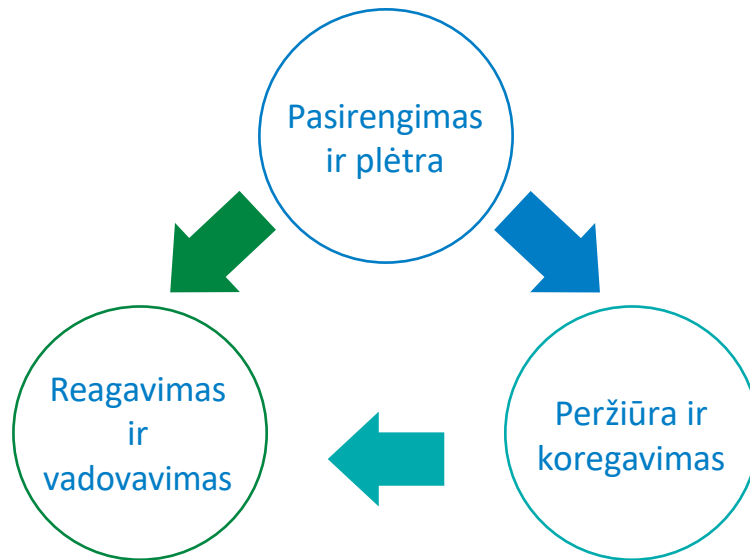 Pasirengimas
ir plėtra
Reagavimas
ir
vadovavimas
Peržiūra ir
koregavimas